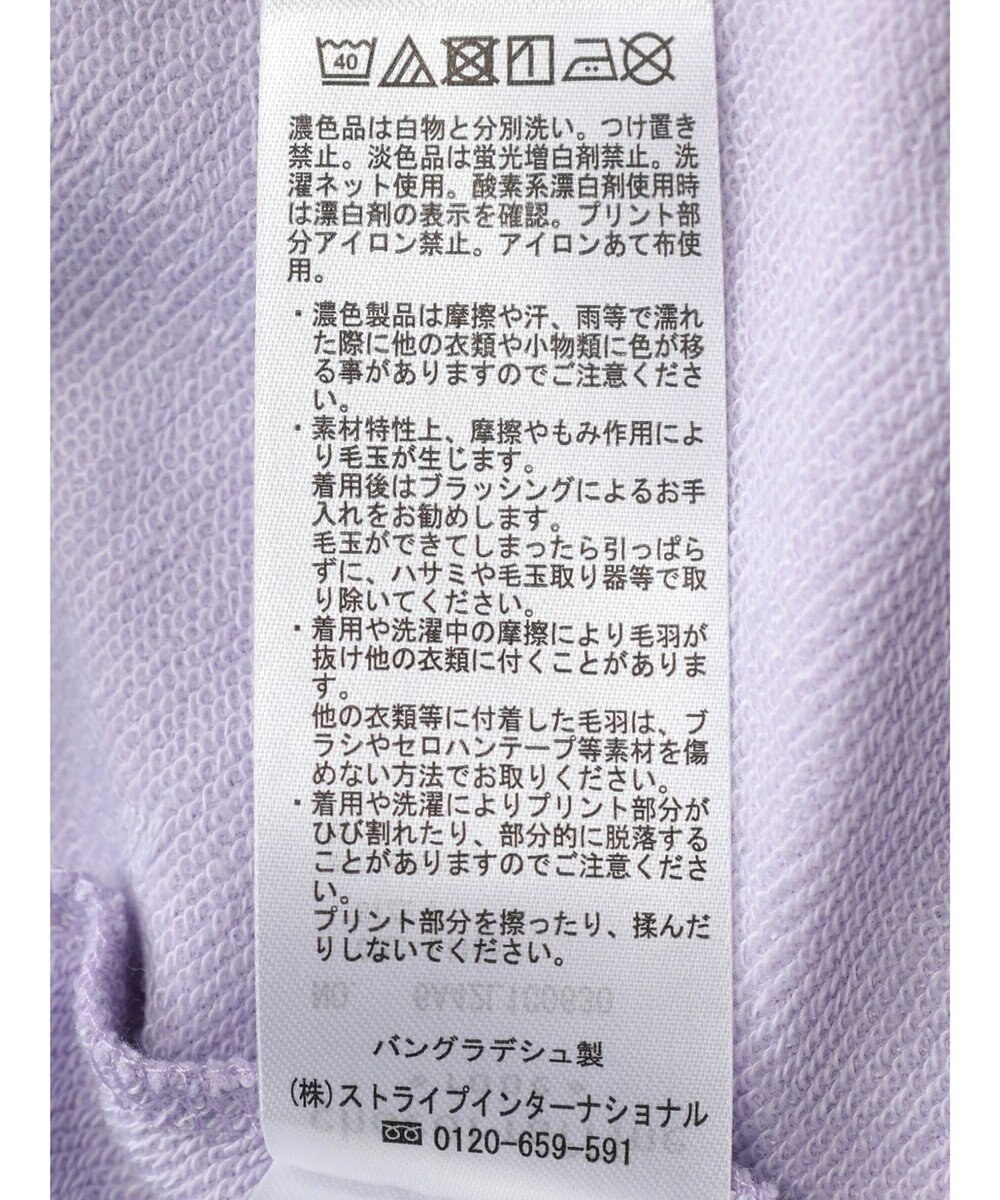 40
濃色品は白物と分別洗い。つけ置き
禁止。淡色品は蛍光増白剤禁止。洗
濯ネット使用。酸素系漂白剤使用時
は漂白剤の表示を確認。プリント部
分アイロン禁止。アイロンあて布使
用。
・濃色製品は摩擦や汗、雨等で濡れ
た際に他の衣類や小物類に色が移
る事がありますのでご注意くださ
い。
・素材特性上、摩擦やもみ作用によ
り毛玉が生じます。
着用後はブラッシングによるお手
入れをお勧めします。
毛玉ができてしまったら引っぱら
ずに、ハサミや毛玉取り器等で取
り除いてください。
・着用や洗濯中の摩擦により毛羽が
抜け他の衣類に付くことがありま
す。
他の衣類等に付着した毛羽は、ブ
ラシやセロハンテープ等素材を傷
めない方法でお取りください。
・着用や洗濯によりプリント部分が
ひび割れたり、部分的に脱落する
ことがありますのでご注意くださ
い。
プリント部分を擦ったり、揉んだ
りしないでください。
NO. 6A42L1C0630
バングラデシュ製
(株)ストライプインターナショナル
0120-659-591